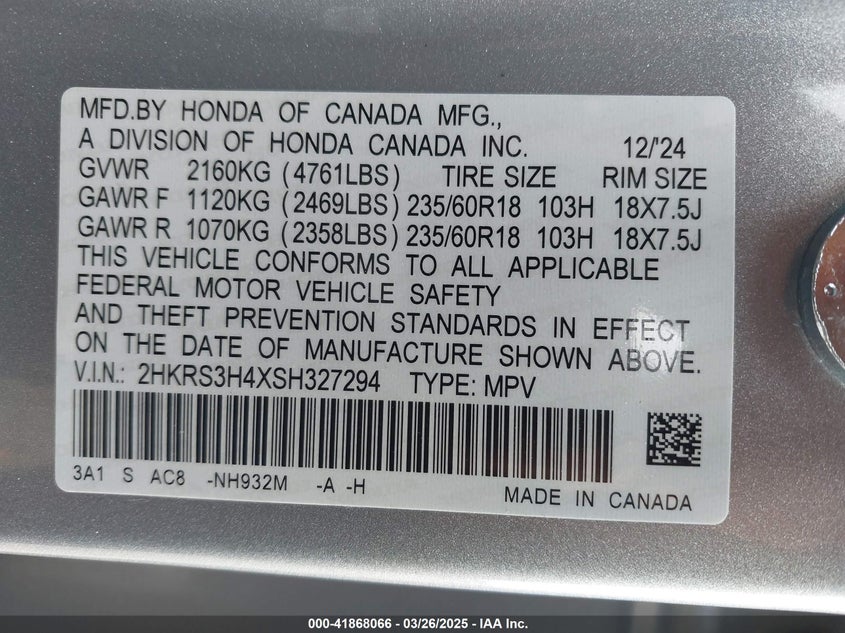 MFD.BY HONDA OF CANADA MFG.,
A DIVISION OF HONDA CANADA INC. 12/'24
GVWR 2160KG (4761LBS) TIRE SIZE RIM SIZE
GAWR F 1120KG (2469LBS) 235/60R18 103H 18X7.5J
GAWR R 1070KG (2358LBS) 235/60R18 103H 18X7.5J
THIS VEHICLE CONFORMS TO ALL APPLICABLE
FEDERAL MOTOR VEHICLE SAFETY
AND THEFT PREVENTION STANDARDS IN EFFECT
ON THE DATE OF MANUFACTURE SHOWN ABOVE.
V.I.N.: 2HKRS3H4XSH327294 TYPE: MPV
3A1 S AC8 -NH932M -A -H
MADE IN CANADA
000-41868066 - 03/26/2025 - IAA Inc.